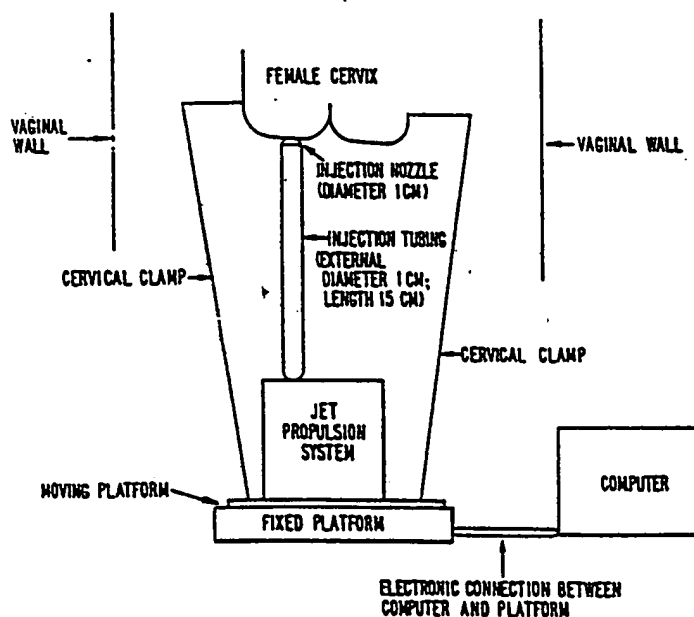 FEMALE CERVIX
VAGINAL
WALL
VAGINAL WALL
INJECTION NOZZLE
(DIAMETER 1CM)
INJECTION TUBING
(EXTERNAL
DIAMETER 1 CM;
LENGTH 15 CM)
CERVICAL CLAMP
CERVICAL CLAMP
JET
PROPULSION
SYSTEM
COMPUTER
MOVING PLATFORM
FIXED PLATFORM
ELECTRONIC CONNECTION BETWEEN
COMPUTER AND PLATFORM